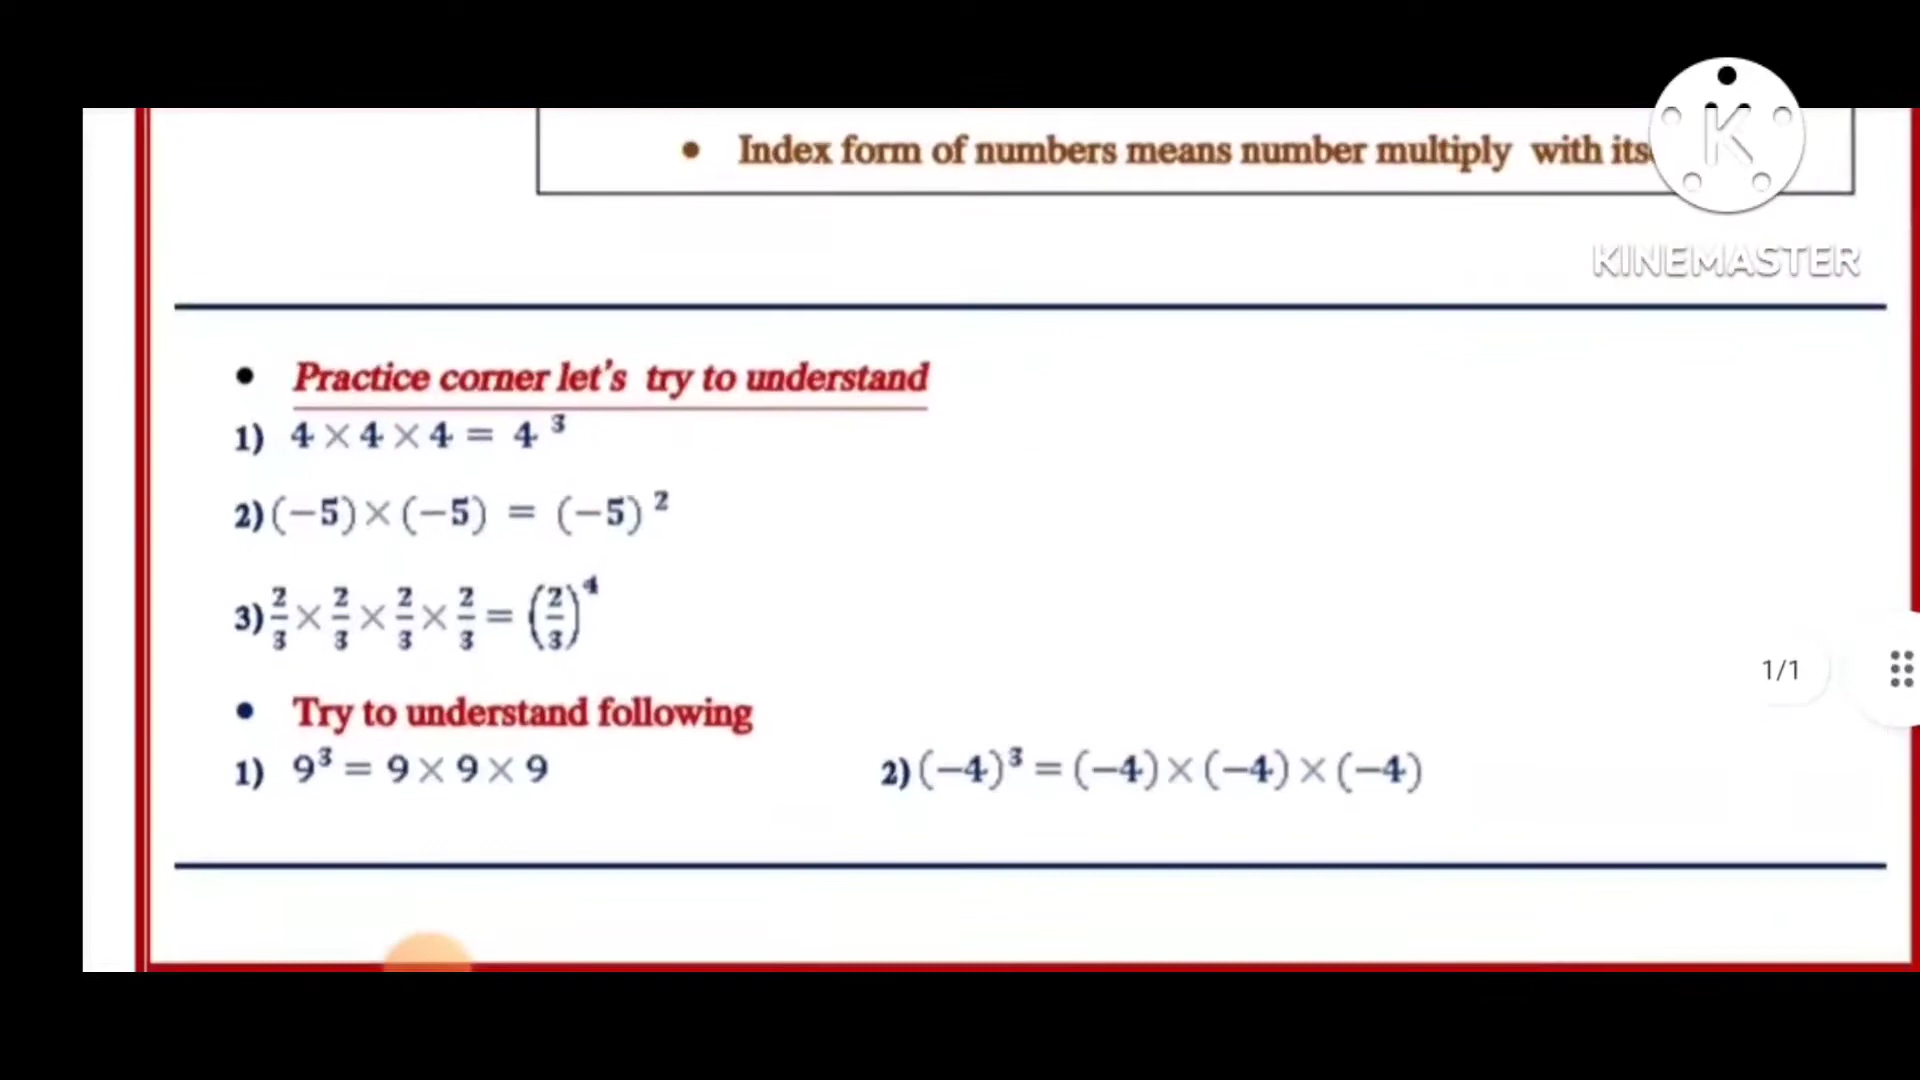 • Index form of numbers means number multiply with
K
KINEMASTER
• Practice corner let's try to understand
1) 4 × 4 × 4 = 4 ³
2) (−5) × (−5) = (−5) ²
3) 2/3 × 2/3 × 2/3 × 2/3 = (2/3)⁴
1/1
• Try to understand following
1) 9³ = 9 × 9 × 9
2) (−4)³ = (−4) × (−4) × (−4)